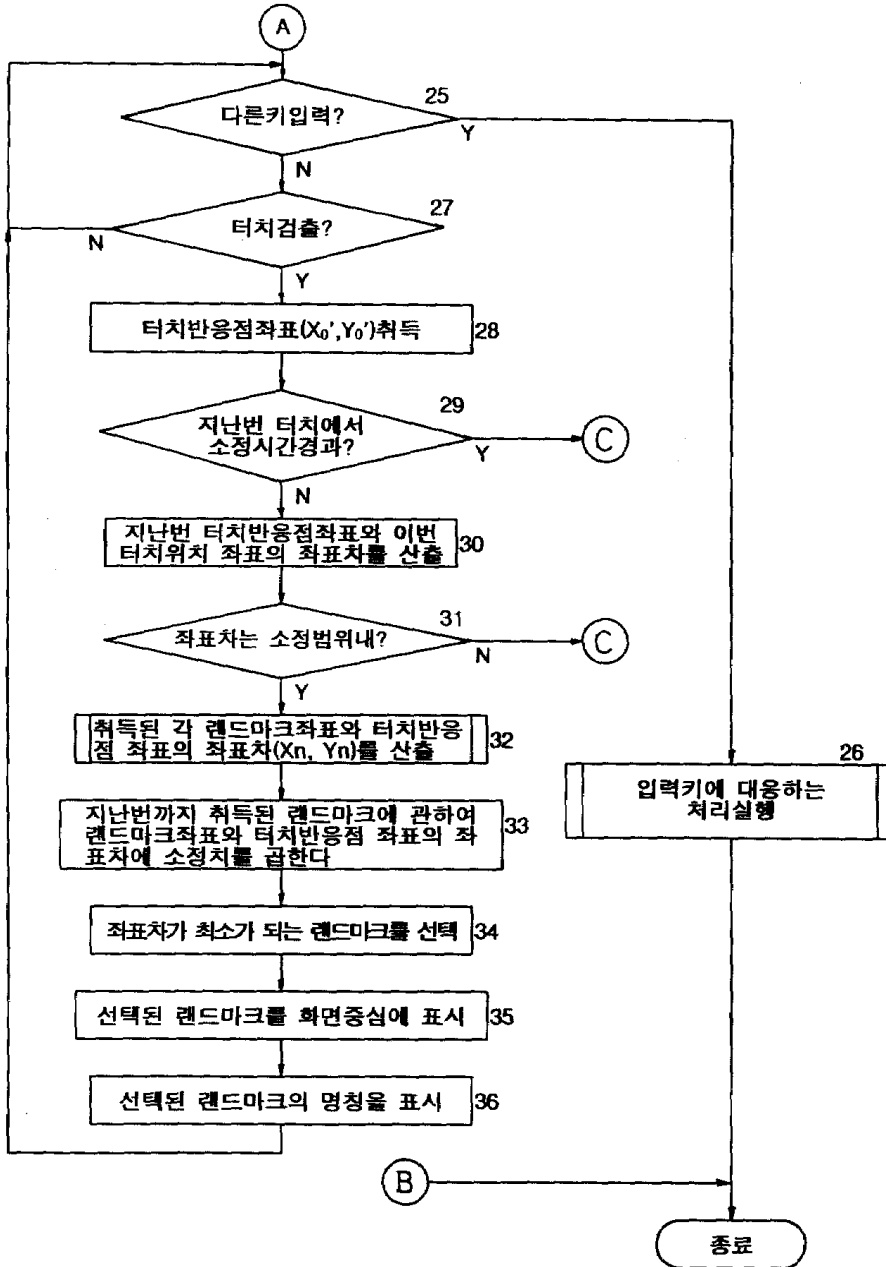 A
다른키입력?
25
Y
N
터치검출?
27
N
Y
터치반응점좌표(X₀',Y₀')취득
28
지난번 터치에서
소정시간경과?
29
Y
C
N
지난번 터치반응점좌표와 이번
터치위치 좌표의 좌표차를 산출
30
좌표차는 소정범위내?
31
N
C
Y
취득된 각 랜드마크좌표와 터치반응
점 좌표의 좌표차(Xn, Yn)를 산출
32
지난번까지 취득된 랜드마크에 관하여
랜드마크좌표와 터치반응점 좌표의 좌
표차에 소정치를 곱한다
33
좌표차가 최소가 되는 랜드마크를 선택
34
선택된 랜드마크를 화면중심에 표시
35
선택된 랜드마크의 명칭을 표시
36
26
입력키에 대응하는
처리실행
B
종료